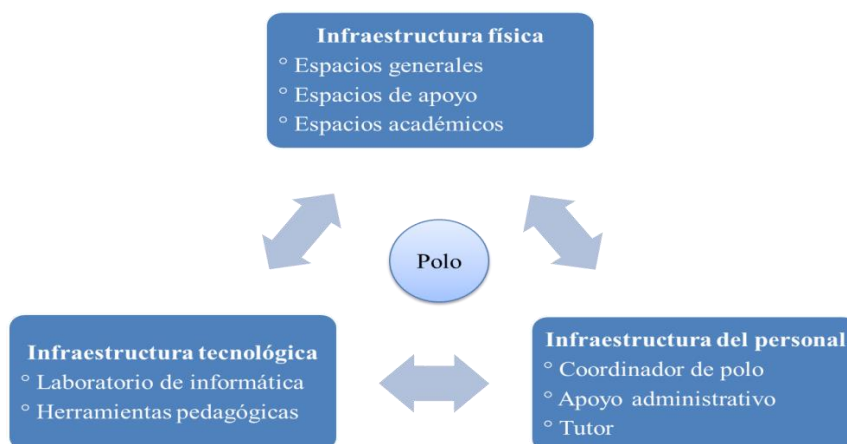 Infraestructura física
° Espacios generales
° Espacios de apoyo
° Espacios académicos
Polo
Infraestructura tecnológica
° Laboratorio de informática
° Herramientas pedagógicas
Infraestructura del personal
° Coordinador de polo
° Apoyo administrativo
° Tutor